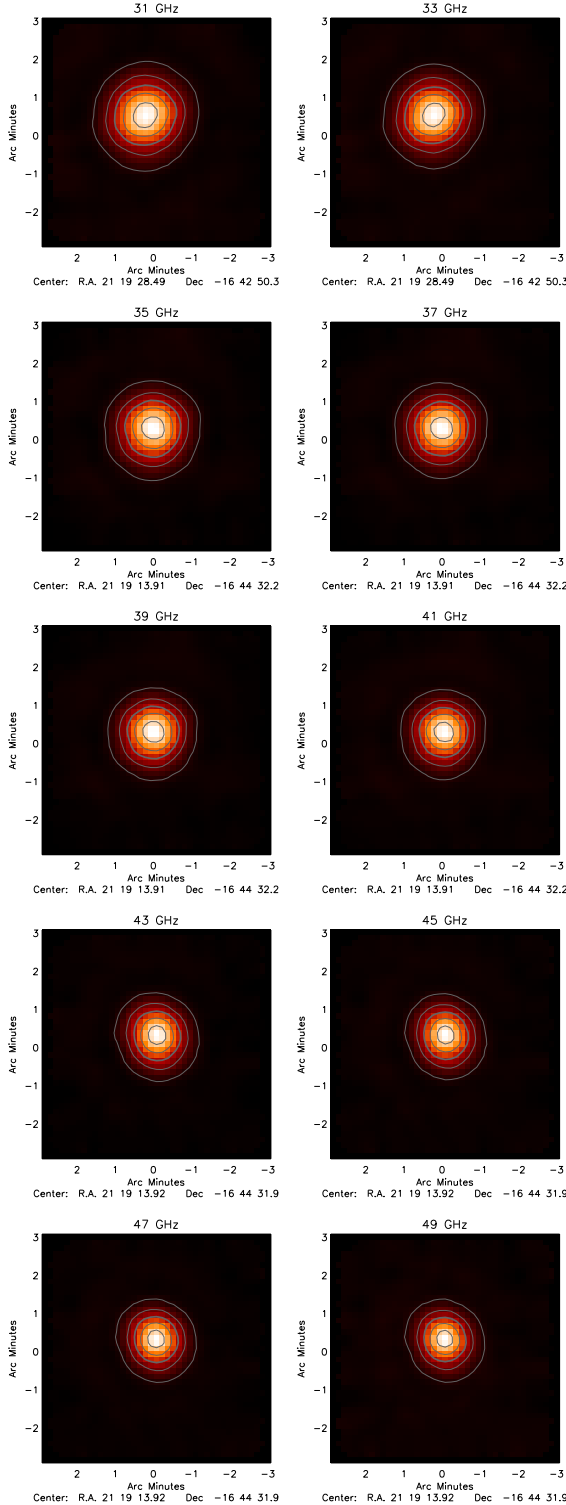 31 GHz
33 GHz
3
2
1
0
−1
−2
Arc Minutes
3
2
1
0
−1
−2
Arc Minutes
2 1 0 −1 −2 −3
2 1 0 −1 −2 −3
Arc Minutes
Arc Minutes
Center: R.A. 21 19 28.49 Dec −16 42 50.3
Center: R.A. 21 19 28.49 Dec −16 42 50.3
35 GHz
37 GHz
3
2
1
0
−1
−2
Arc Minutes
3
2
1
0
−1
−2
Arc Minutes
2 1 0 −1 −2 −3
2 1 0 −1 −2 −3
Arc Minutes
Arc Minutes
Center: R.A. 21 19 13.91 Dec −16 44 32.2
Center: R.A. 21 19 13.91 Dec −16 44 32.2
39 GHz
41 GHz
3
2
1
0
−1
−2
Arc Minutes
3
2
1
0
−1
−2
Arc Minutes
2 1 0 −1 −2 −3
2 1 0 −1 −2 −3
Arc Minutes
Arc Minutes
Center: R.A. 21 19 13.91 Dec −16 44 32.2
Center: R.A. 21 19 13.91 Dec −16 44 32.2
43 GHz
45 GHz
3
2
1
0
−1
−2
Arc Minutes
3
2
1
0
−1
−2
Arc Minutes
2 1 0 −1 −2 −3
2 1 0 −1 −2 −3
Arc Minutes
Arc Minutes
Center: R.A. 21 19 13.92 Dec −16 44 31.9
Center: R.A. 21 19 13.92 Dec −16 44 31.9
47 GHz
49 GHz
3
2
1
0
−1
−2
Arc Minutes
3
2
1
0
−1
−2
Arc Minutes
2 1 0 −1 −2 −3
2 1 0 −1 −2 −3
Arc Minutes
Arc Minutes
Center: R.A. 21 19 13.92 Dec −16 44 31.9
Center: R.A. 21 19 13.92 Dec −16 44 31.9